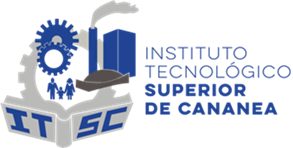 INSTITUTO
TECNOLÓGICO
SUPERIOR
DE CANANEA
ITSC